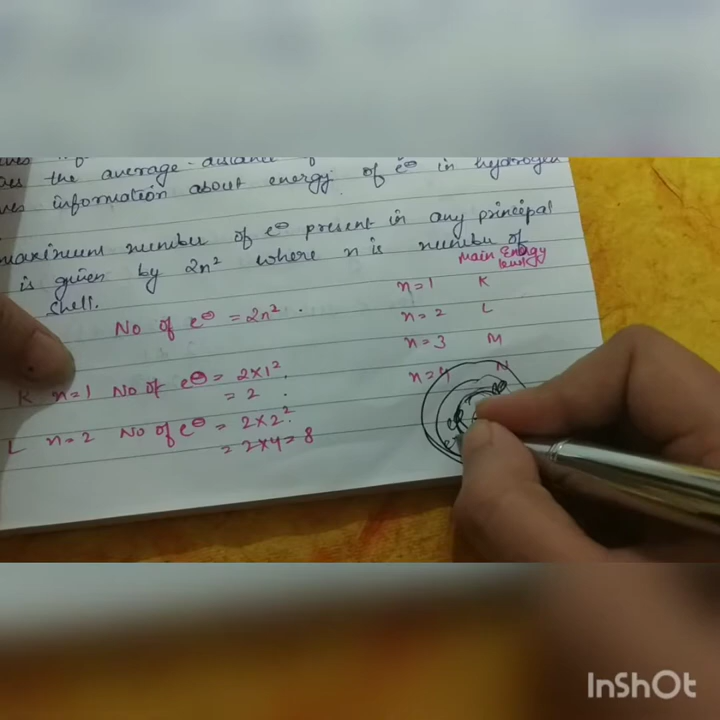 the average distance
information about energy of e⊖ in hydrogen
maximum number of e⊖ present in any principal
is given by 2n² where n is number of
shell.
Main Energy level
n=1 K
No of e⊖ = 2n².
n=2 L
n=3 M
n=4 N
K n=1 No of e⊖ = 2×1²
= 2
L n=2 No of e⊖ = 2×2²
= 2×4=8
InShOt